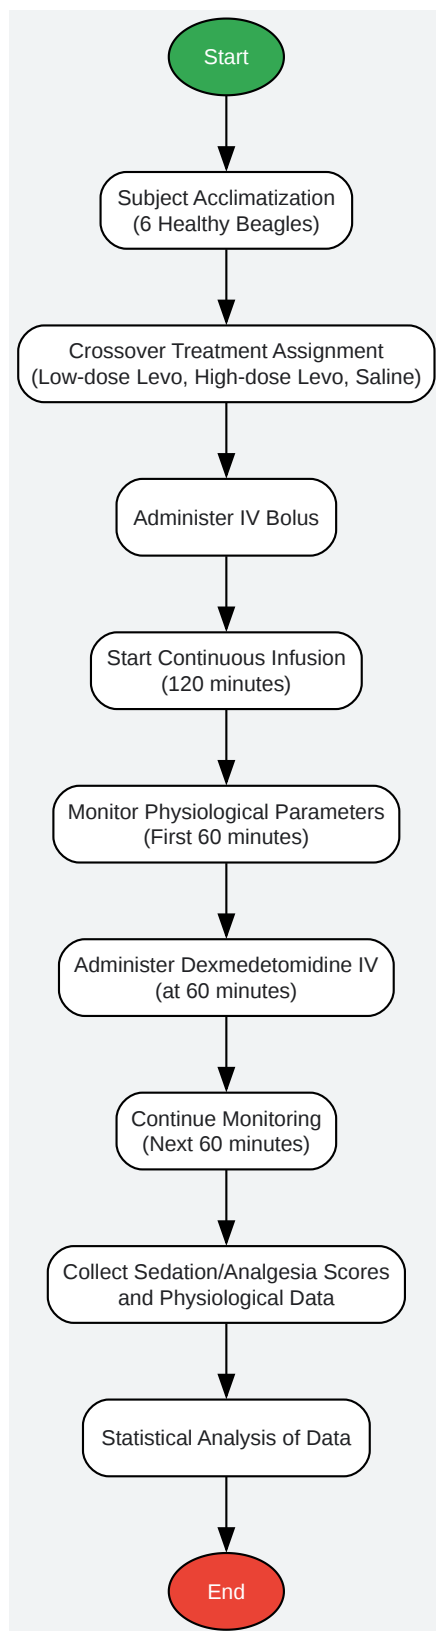 Start
Subject Acclimatization
(6 Healthy Beagles)
Crossover Treatment Assignment
(Low-dose Levo, High-dose Levo, Saline)
Administer IV Bolus
Start Continuous Infusion
(120 minutes)
Monitor Physiological Parameters
(First 60 minutes)
Administer Dexmedetomidine IV
(at 60 minutes)
Continue Monitoring
(Next 60 minutes)
Collect Sedation/Analgesia Scores
and Physiological Data
Statistical Analysis of Data
End